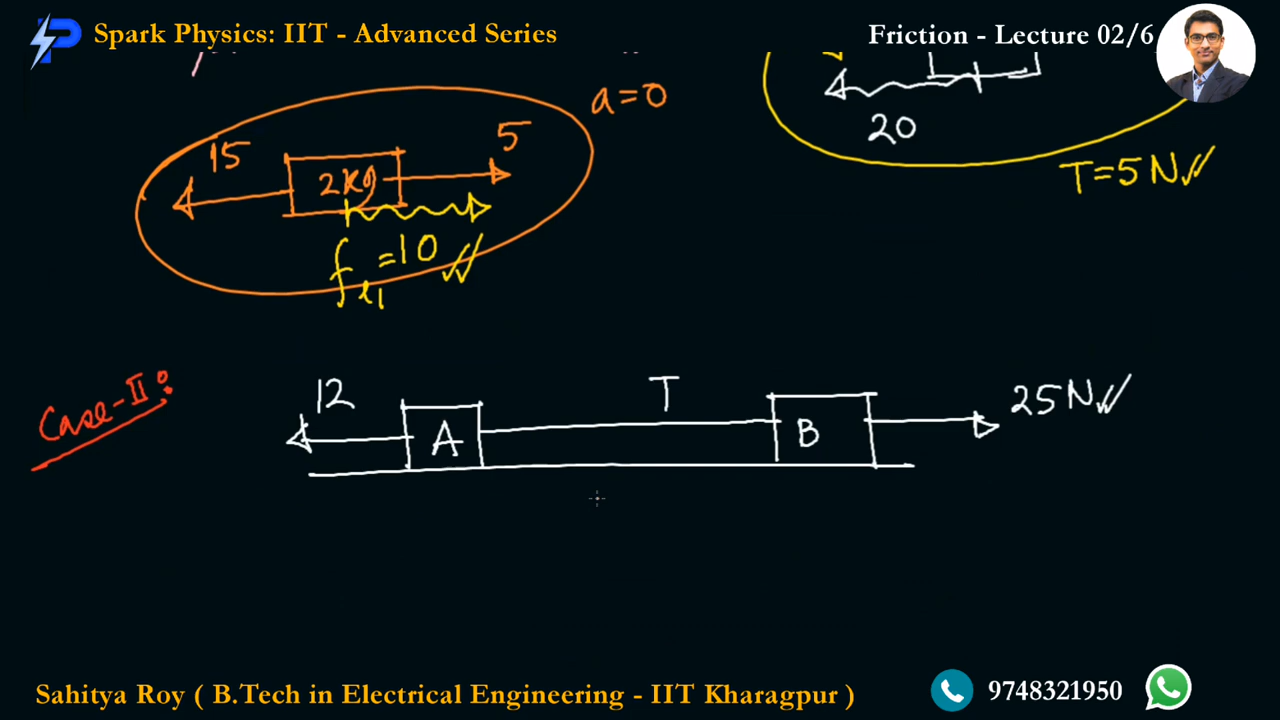 Spark Physics: IIT - Advanced Series
Friction - Lecture 02/6
a=0
15
5
2kg
f l1 =10
20
T=5N
Case-II:
12
A
T
B
25N
Sahitya Roy ( B.Tech in Electrical Engineering - IIT Kharagpur )
9748321950